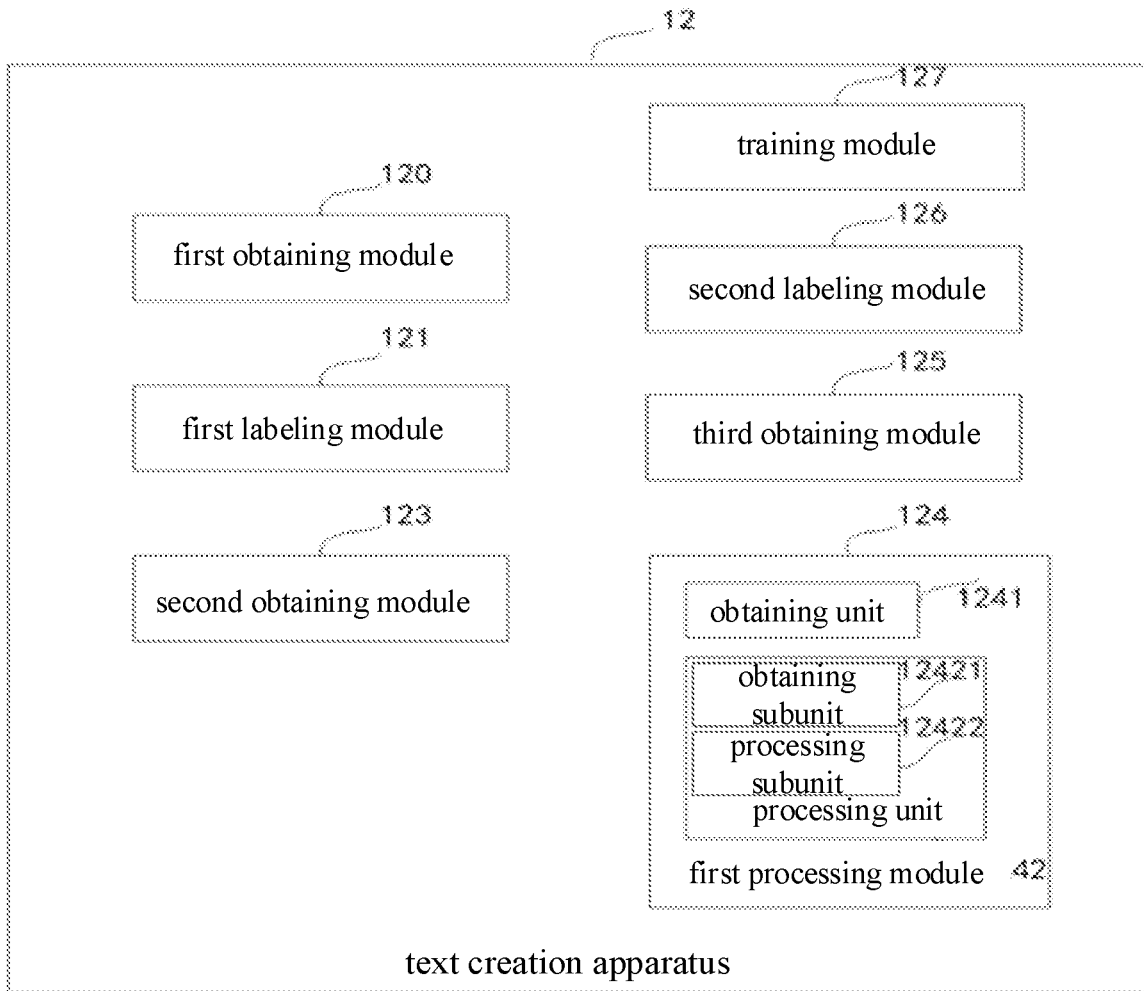 12
127
training module
120
first obtaining module
126
second labeling module
121
first labeling module
125
third obtaining module
123
second obtaining module
124
obtaining unit
1241
obtaining
subunit
12421
processing
subunit
12422
processing unit
first processing module
42
text creation apparatus